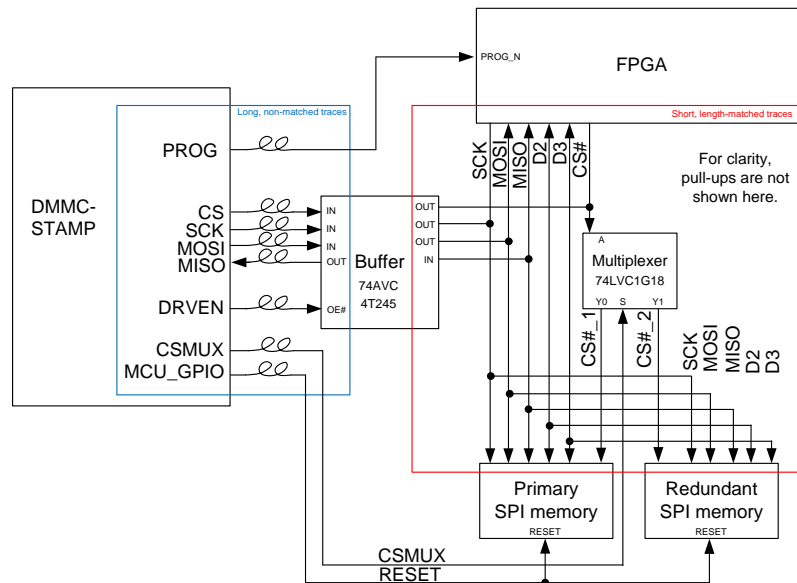 PROG_N
FPGA
Long, non-matched traces
Short, length-matched traces
PROG
SCK
MOSI
MISO
D2
D3
CS#
For clarity,
pull-ups are not
shown here.
DMMC-
STAMP
CS
SCK
MOSI
MISO
DRVEN
CSMUX
MCU_GPIO
IN
IN
IN
OUT
OE#
Buffer
74AVC
4T245
OUT
OUT
OUT
IN
A
Multiplexer
74LVC1G18
Y0
S
Y1
CS#_1
CS#_2
SCK
MOSI
MISO
D2
D3
Primary
SPI memory
RESET
Redundant
SPI memory
RESET
CSMUX
RESET